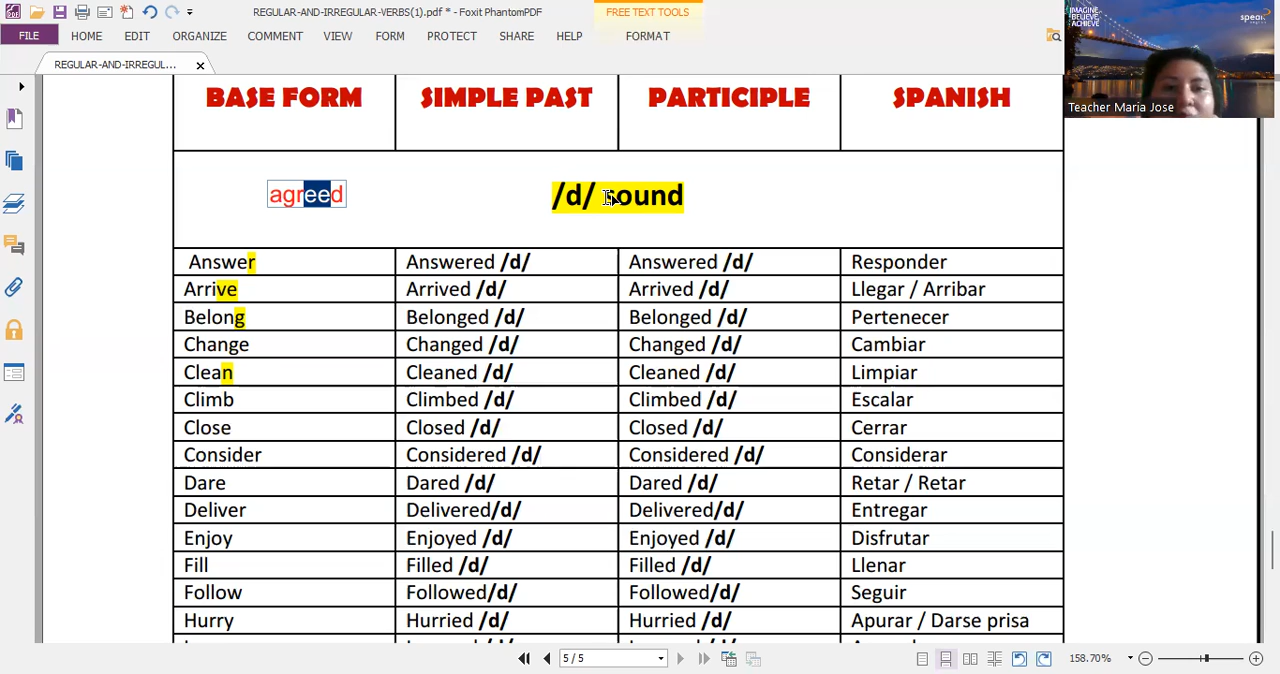 REGULAR-AND-IRREGULAR-VERBS(1).pdf * - Foxit PhantomPDF
FREE TEXT TOOLS
FILE HOME EDIT ORGANIZE COMMENT VIEW FORM PROTECT SHARE HELP FORMAT
REGULAR-AND-IRREGUL...
IMAGINE
BELIEVE
ACHIEVE
Teacher Maria Jose
BASE FORM SIMPLE PAST PARTICIPLE SPANISH
agreed /d/ sound
Answer Answered /d/ Answered /d/ Responder
Arrive Arrived /d/ Arrived /d/ Llegar / Arribar
Belong Belonged /d/ Belonged /d/ Pertenecer
Change Changed /d/ Changed /d/ Cambiar
Clean Cleaned /d/ Cleaned /d/ Limpiar
Climb Climbed /d/ Climbed /d/ Escalar
Close Closed /d/ Closed /d/ Cerrar
Consider Considered /d/ Considered /d/ Considerar
Dare Dared /d/ Dared /d/ Retar / Retar
Deliver Delivered/d/ Delivered/d/ Entregar
Enjoy Enjoyed /d/ Enjoyed /d/ Disfrutar
Fill Filled /d/ Filled /d/ Llenar
Follow Followed/d/ Followed/d/ Seguir
Hurry Hurried /d/ Hurried /d/ Apurar / Darse prisa
5 / 5
158.70%